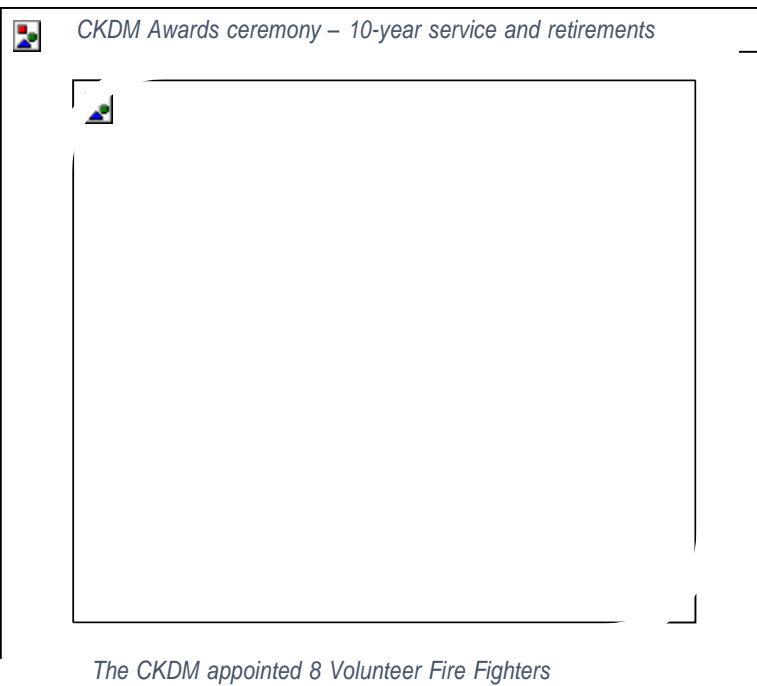 CKDM Awards ceremony – 10-year service and retirements
The CKDM appointed 8 Volunteer Fire Fighters